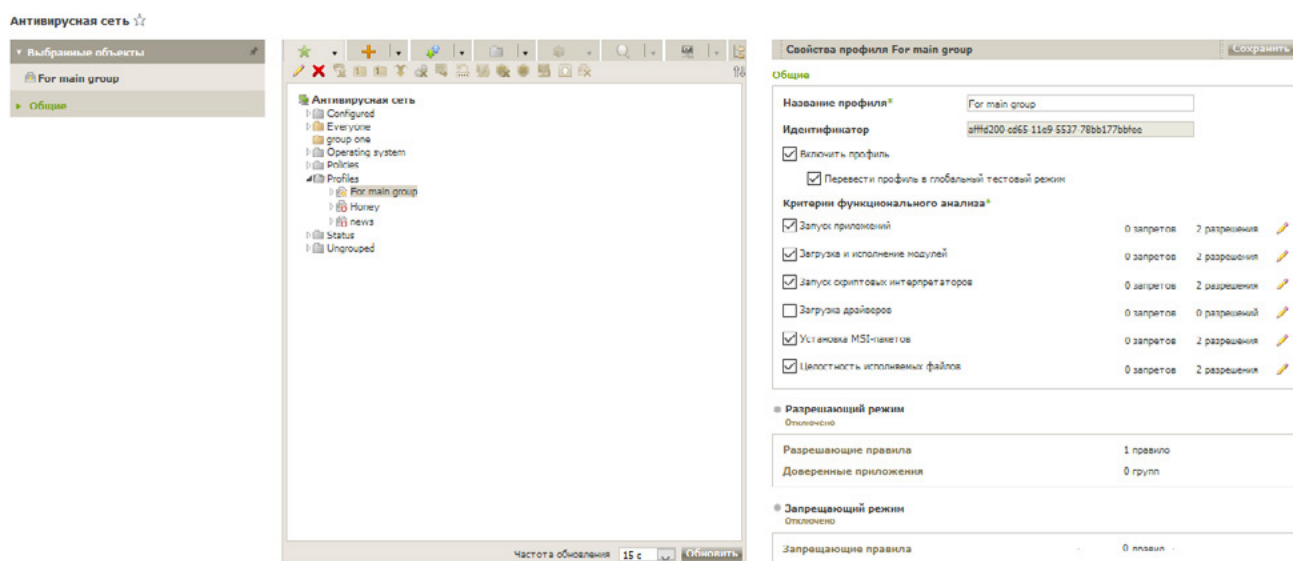 Антивирусная сеть
Выбранные объекты
For main group
Общие
Антивирусная сеть
Configured
Everyone
group one
Operating system
Policies
Profiles
For main group
Honey
news
Status
Ungrouped
Частота обновления 15 с Обновить
Свойства профиля For main group Сохранить
Общие
Название профиля* For main group
Идентификатор afffd200-cd65-11e9-5537-78bb177bbfee
Включить профиль
Перевести профиль в глобальный тестовый режим
Критерии функционального анализа*
Запуск приложений 0 запретов 2 разрешения
Загрузка и исполнение модулей 0 запретов 2 разрешения
Запуск скриптовых интерпретаторов 0 запретов 2 разрешения
Загрузка драйверов 0 запретов 0 разрешений
Установка MSI-пакетов 0 запретов 2 разрешения
Целостность исполняемых файлов 0 запретов 2 разрешения
Разрешающий режим
Отключено
Разрешающие правила 1 правило
Доверенные приложения 0 групп
Запрещающий режим
Отключено
Запрещающие правила 0 правил